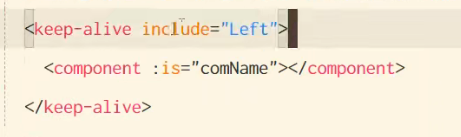 <keep-alive include="Left">
<component :is="comName"></component>
</keep-alive>